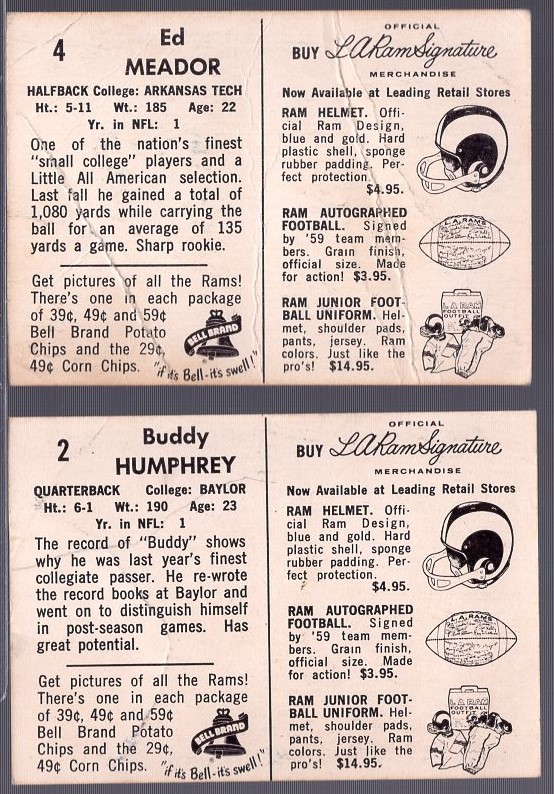 4
Ed
MEADOR
HALFBACK College: ARKANSAS TECH
Ht.: 5-11 Wt.: 185 Age: 22
Yr. in NFL: 1
One of the nation's finest
"small college" players and a
Little All American selection.
Last fall he gained a total of
1,080 yards while carrying the
ball for an average of 135
yards a game. Sharp rookie.
Get pictures of all the Rams!
There's one in each package
of 39¢, 49¢ and 59¢
Bell Brand Potato
Chips and the 29¢,
49¢ Corn Chips.
BELL BRAND
"if it's Bell-it's swell!"
OFFICIAL
BUY LA Ram Signature
MERCHANDISE
Now Available at Leading Retail Stores
RAM HELMET. Offi-
cial Ram Design,
blue and gold. Hard
plastic shell, sponge
rubber padding. Per-
fect protection.
$4.95.
RAM AUTOGRAPHED
FOOTBALL. Signed
by '59 team mem-
bers. Grain finish,
official size. Made
for action! $3.95.
L.A. RAMS
RAM JUNIOR FOOT-
BALL UNIFORM. Hel-
met, shoulder pads,
pants, jersey. Ram
colors. Just like the
pro's! $14.95.
L.A. RAM
FOOTBALL
OUTFIT
2
Buddy
HUMPHREY
QUARTERBACK College: BAYLOR
Ht.: 6-1 Wt.: 190 Age: 23
Yr. in NFL: 1
The record of "Buddy" shows
why he was last year's finest
collegiate passer. He re-wrote
the record books at Baylor and
went on to distinguish himself
in post-season games. Has
great potential.
Get pictures of all the Rams!
There's one in each package
of 39¢, 49¢ and 59¢
Bell Brand Potato
Chips and the 29¢,
49¢ Corn Chips.
BELL BRAND
"if it's Bell-it's swell!"
OFFICIAL
BUY LA Ram Signature
MERCHANDISE
Now Available at Leading Retail Stores
RAM HELMET. Offi-
cial Ram Design,
blue and gold. Hard
plastic shell, sponge
rubber padding. Per-
fect protection.
$4.95.
RAM AUTOGRAPHED
FOOTBALL. Signed
by '59 team mem-
bers. Grain finish,
official size. Made
for action! $3.95.
L.A. RAMS
RAM JUNIOR FOOT-
BALL UNIFORM. Hel-
met, shoulder pads,
pants, jersey. Ram
colors. Just like the
pro's! $14.95.
L.A. RAM
FOOTBALL
OUTFIT